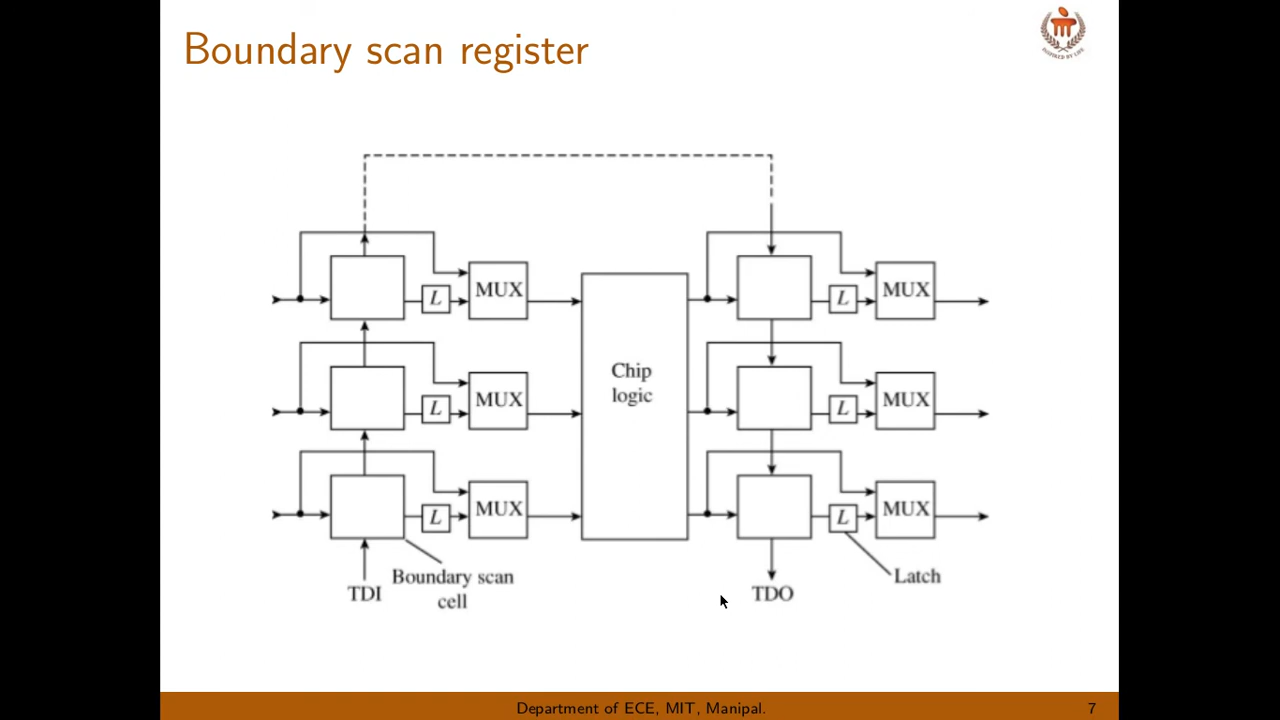 Boundary scan register
L
MUX
L
MUX
L
MUX
Chip
logic
L
MUX
L
MUX
L
MUX
TDI
Boundary scan
cell
TDO
Latch
Department of ECE, MIT, Manipal.
7